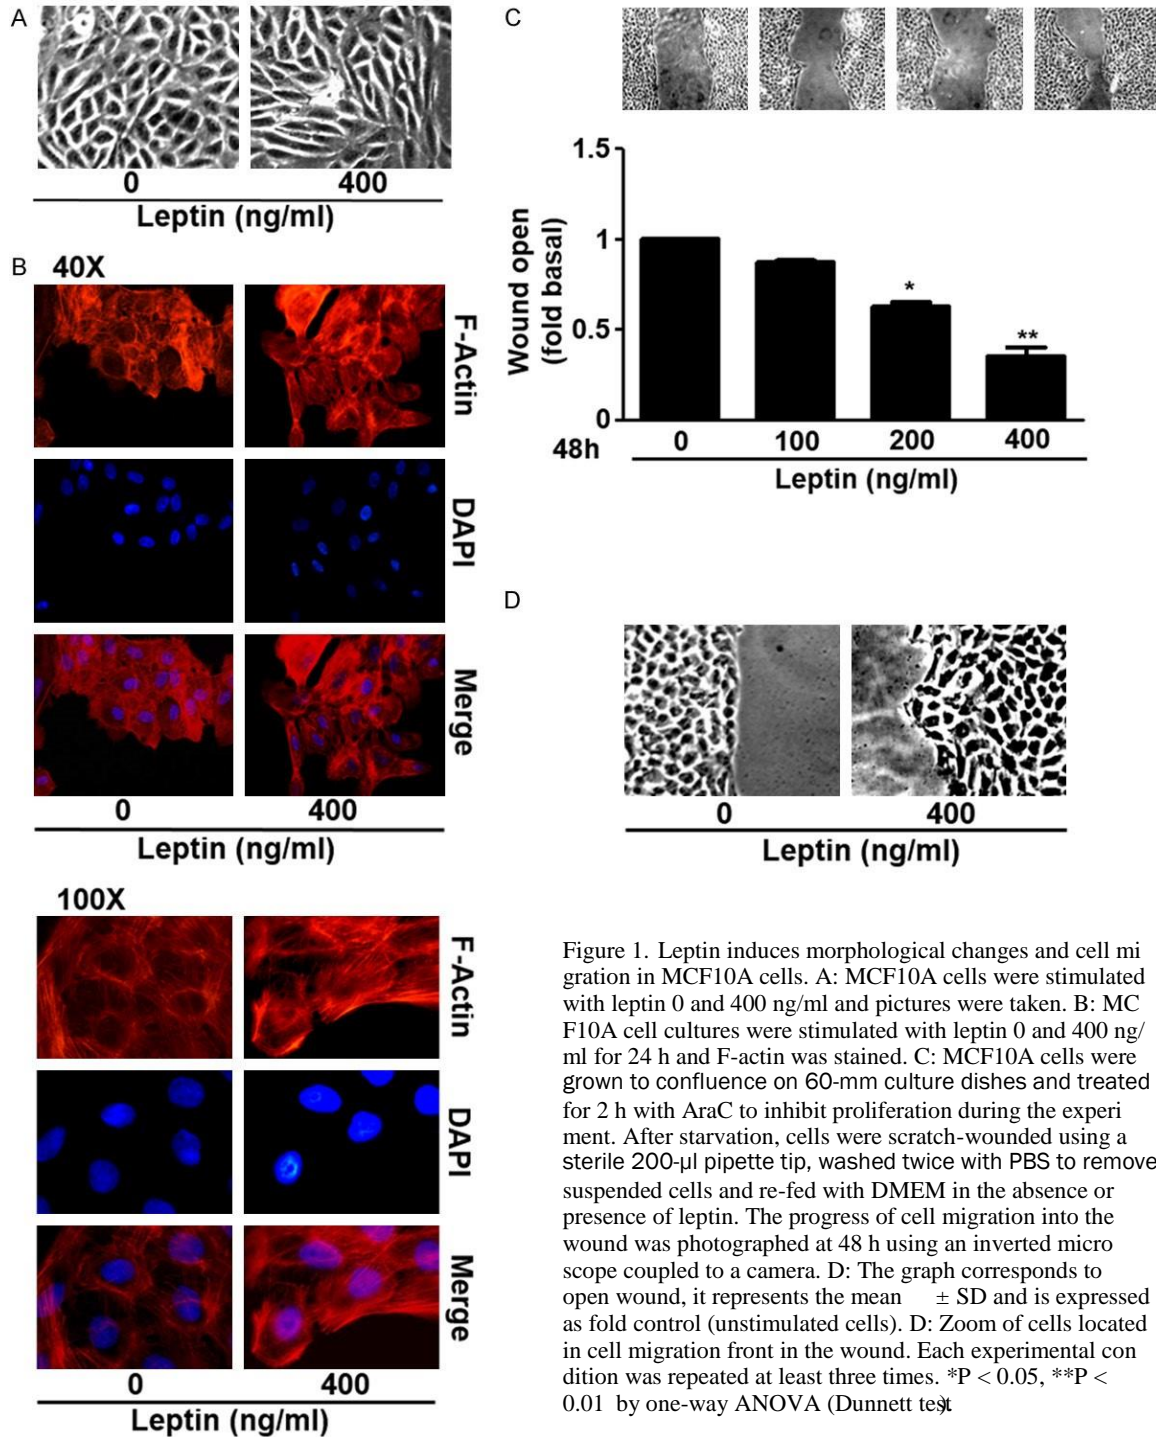 A
0
400
Leptin (ng/ml)
B
40X
F-Actin
DAPI
Merge
0
400
Leptin (ng/ml)
100X
F-Actin
DAPI
Merge
0
400
Leptin (ng/ml)
C
1.5
1
0.5
0
Wound open
(fold basal)
*
**
48h
0
100
200
400
Leptin (ng/ml)
D
0
400
Leptin (ng/ml)
Figure 1. Leptin induces morphological changes and cell mi
gration in MCF10A cells. A: MCF10A cells were stimulated
with leptin 0 and 400 ng/ml and pictures were taken. B: MC
F10A cell cultures were stimulated with leptin 0 and 400 ng/
ml for 24 h and F-actin was stained. C: MCF10A cells were
grown to confluence on 60-mm culture dishes and treated
for 2 h with AraC to inhibit proliferation during the experi
ment. After starvation, cells were scratch-wounded using a
sterile 200-µl pipette tip, washed twice with PBS to remove
suspended cells and re-fed with DMEM in the absence or
presence of leptin. The progress of cell migration into the
wound was photographed at 48 h using an inverted micro
scope coupled to a camera. D: The graph corresponds to
open wound, it represents the mean ± SD and is expressed
as fold control (unstimulated cells). D: Zoom of cells located
in cell migration front in the wound. Each experimental con
dition was repeated at least three times. *P < 0.05, **P <
0.01 by one-way ANOVA (Dunnett test).